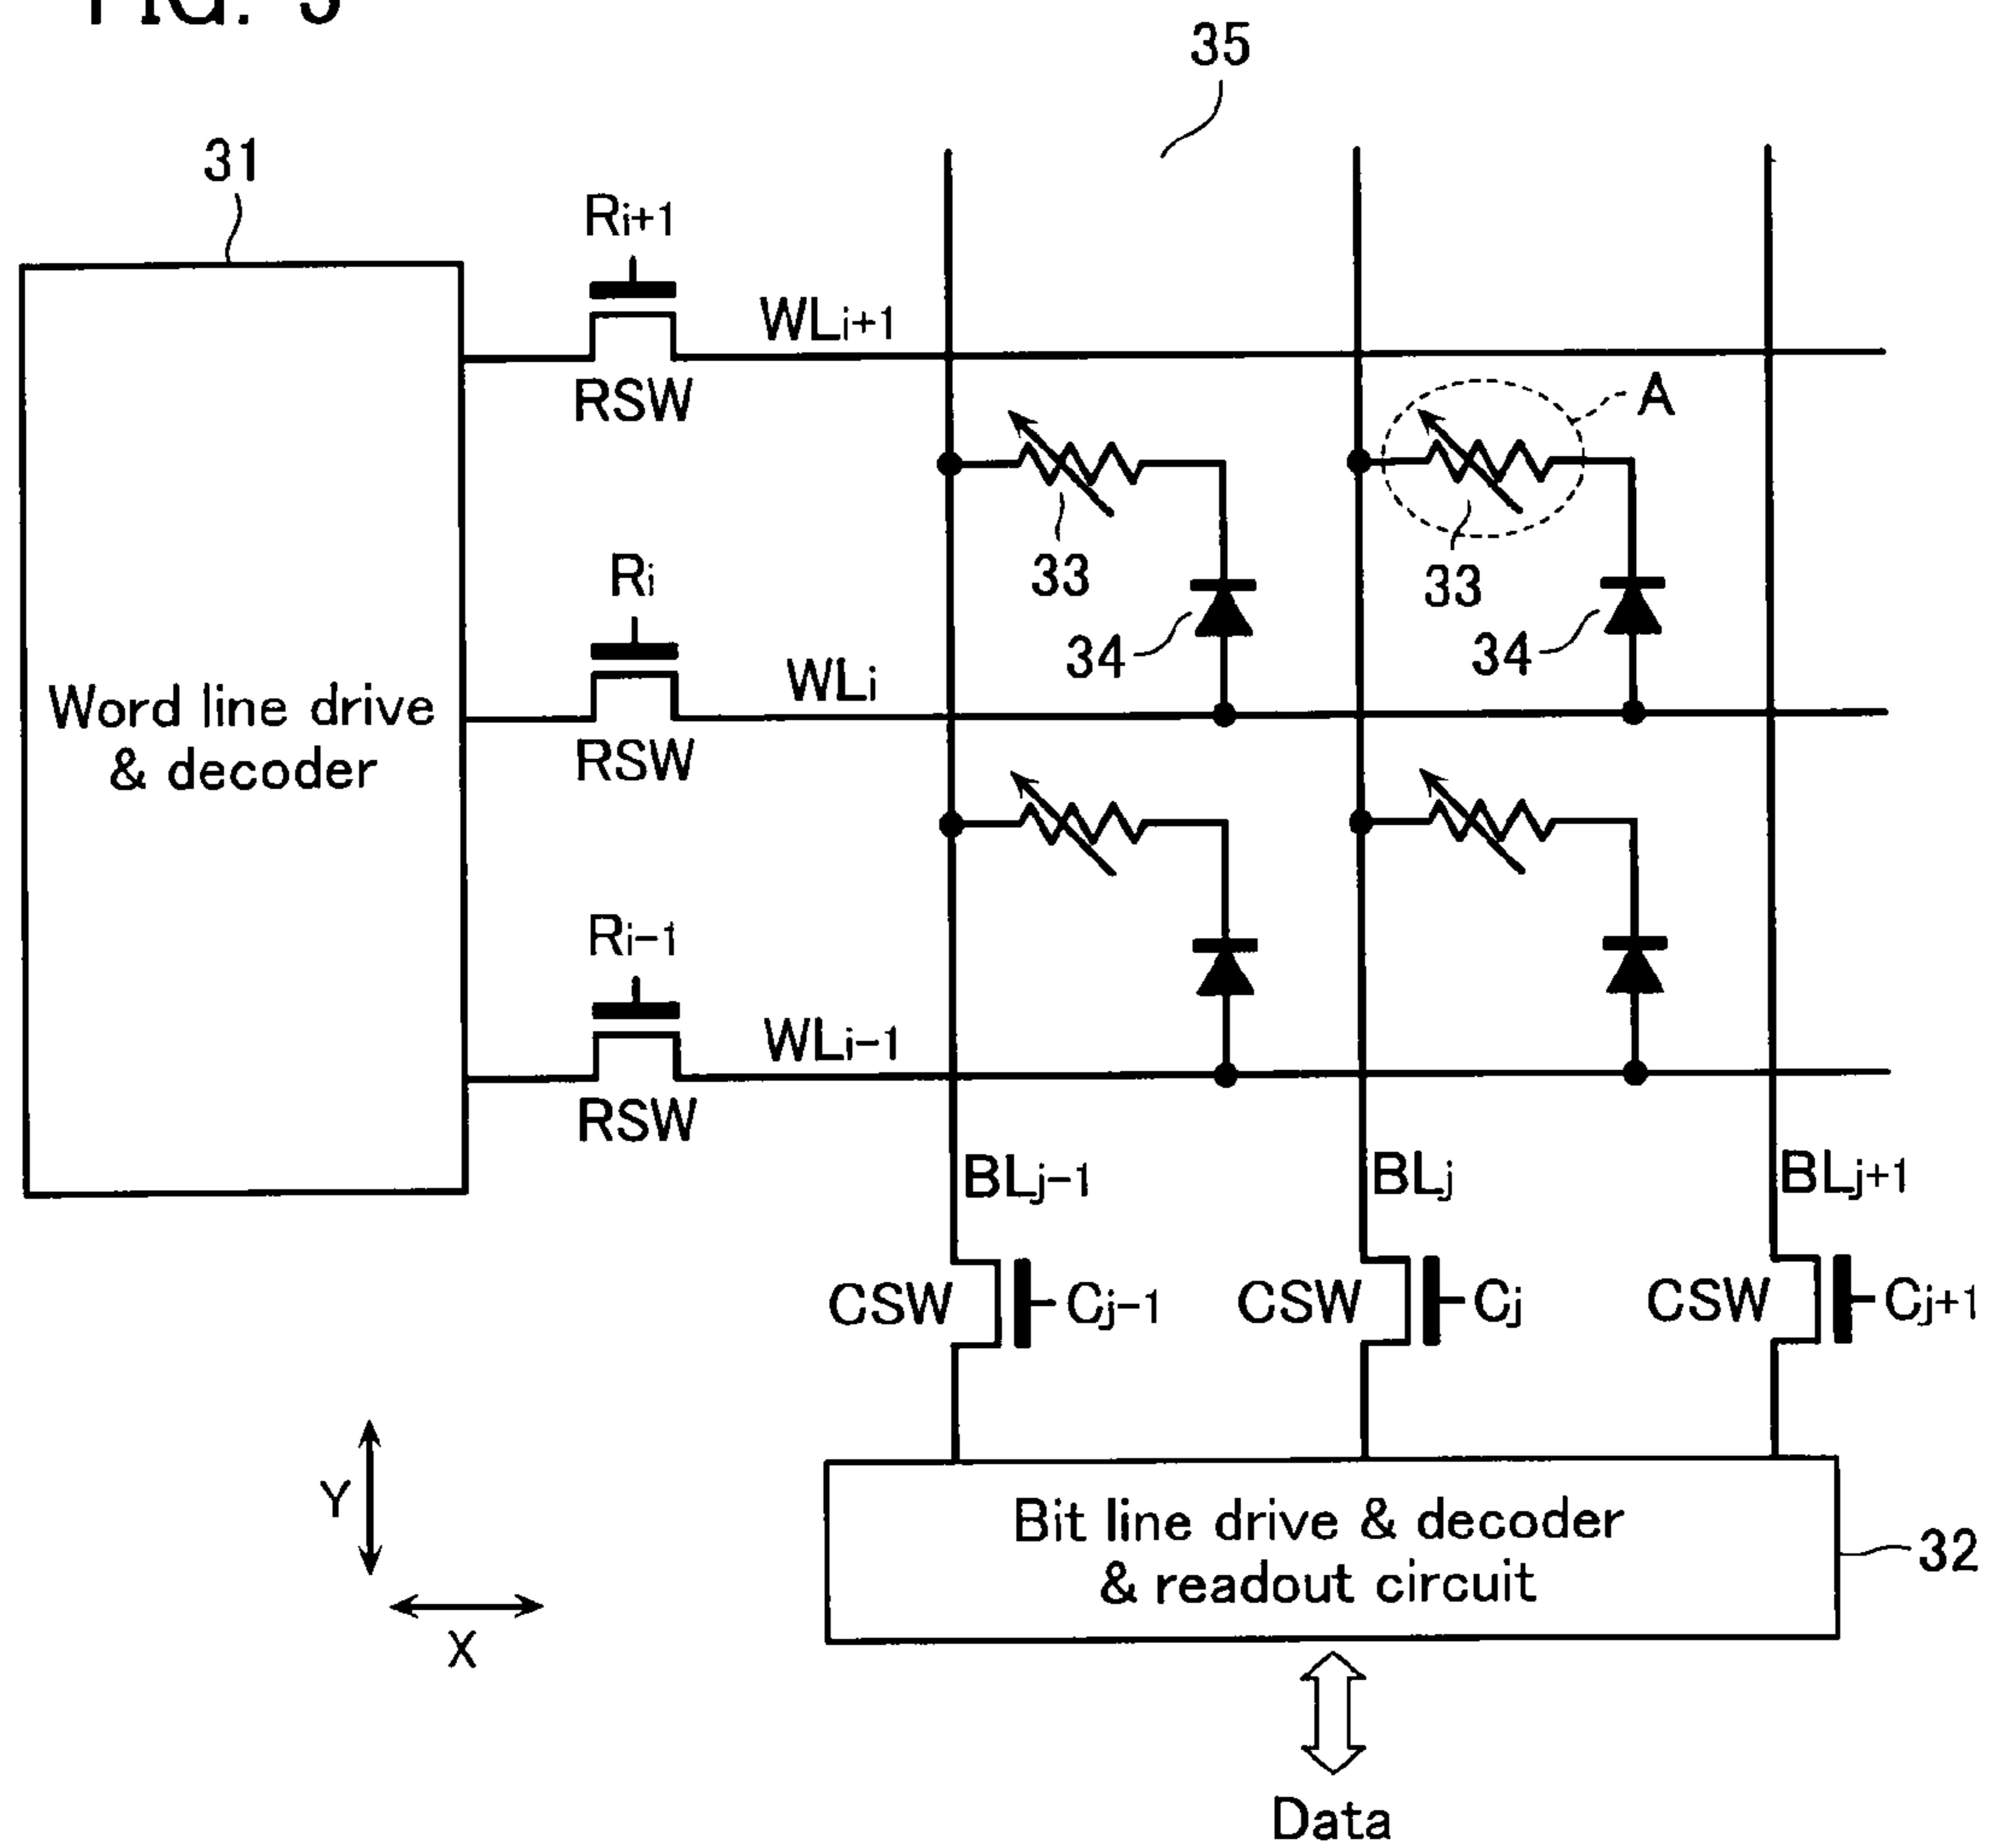 FIG. 3
35
31
Ri+1
WLi+1
RSW
A
33
33
34
34
Ri
WLi
RSW
Word line drive
& decoder
Ri-1
WLi-1
RSW
BLj-1
BLj
BLj+1
CSW
Cj-1
CSW
Cj
CSW
Cj+1
Y
X
Bit line drive & decoder
& readout circuit
32
Data